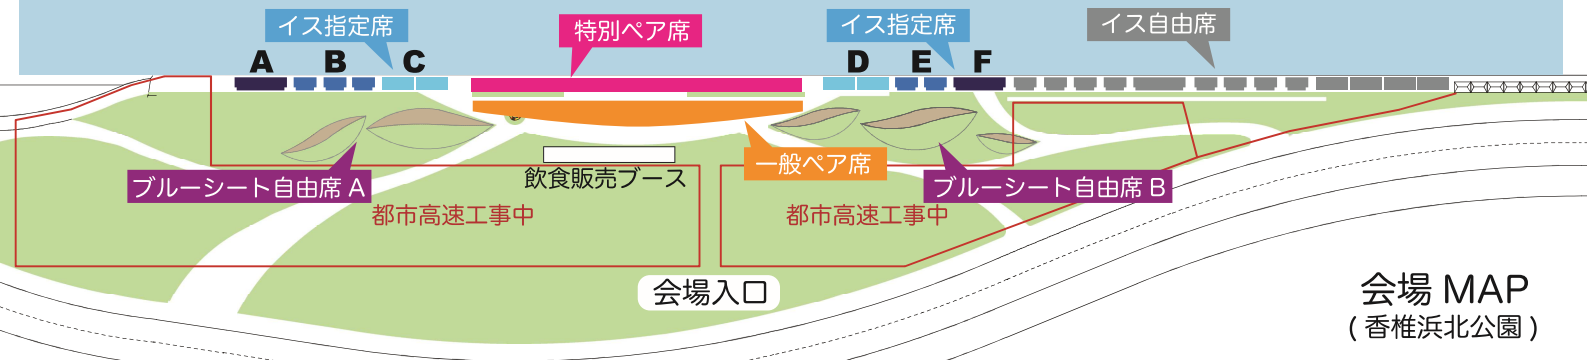 イス指定席
特別ペア席
イス指定席
イス自由席
A
B
C
D
E
F
一般ペア席
ブルーシート自由席 A
飲食販売ブース
ブルーシート自由席 B
都市高速工事中
都市高速工事中
会場入口
会場 MAP
( 香椎浜北公園 )